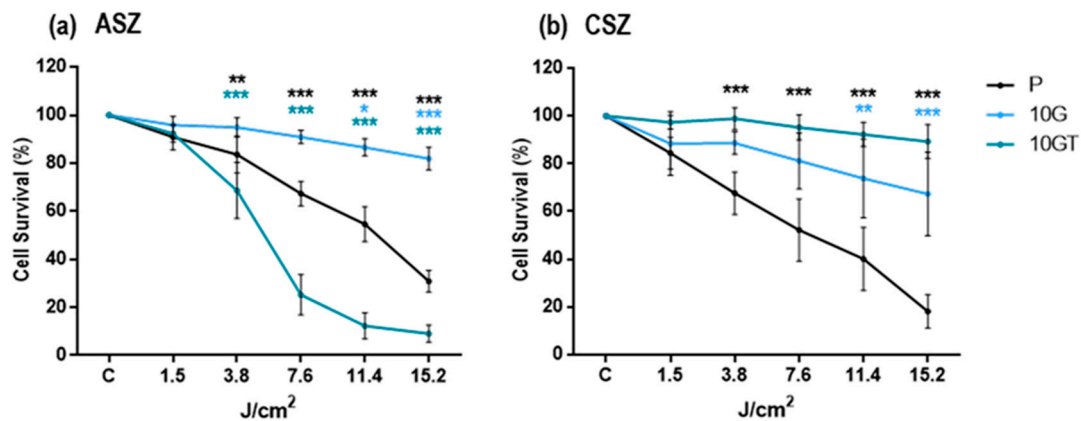 (a) ASZ
Cell Survival (%)
120
100
80
60
40
20
0
** *** *** ***
*** *** * ***
*** ***
C 1.5 3.8 7.6 11.4 15.2
J/cm²
(b) CSZ
Cell Survival (%)
120
100
80
60
40
20
0
*** *** *** ***
** ***
C 1.5 3.8 7.6 11.4 15.2
J/cm²
P
10G
10GT